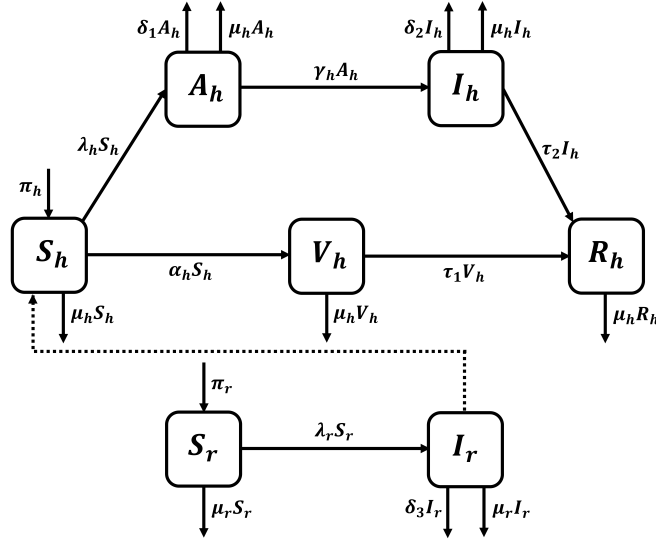 δ₁Aₕ μₕAₕ δ₂Iₕ μₕIₕ
Aₕ γₕAₕ Iₕ
λₕSₕ τ₂Iₕ
πₕ
Sₕ αₕSₕ Vₕ τ₁Vₕ Rₕ
μₕSₕ μₕVₕ μₕRₕ
πᵣ
Sᵣ λᵣSᵣ Iᵣ
μᵣSᵣ δ₃Iᵣ μᵣIᵣ